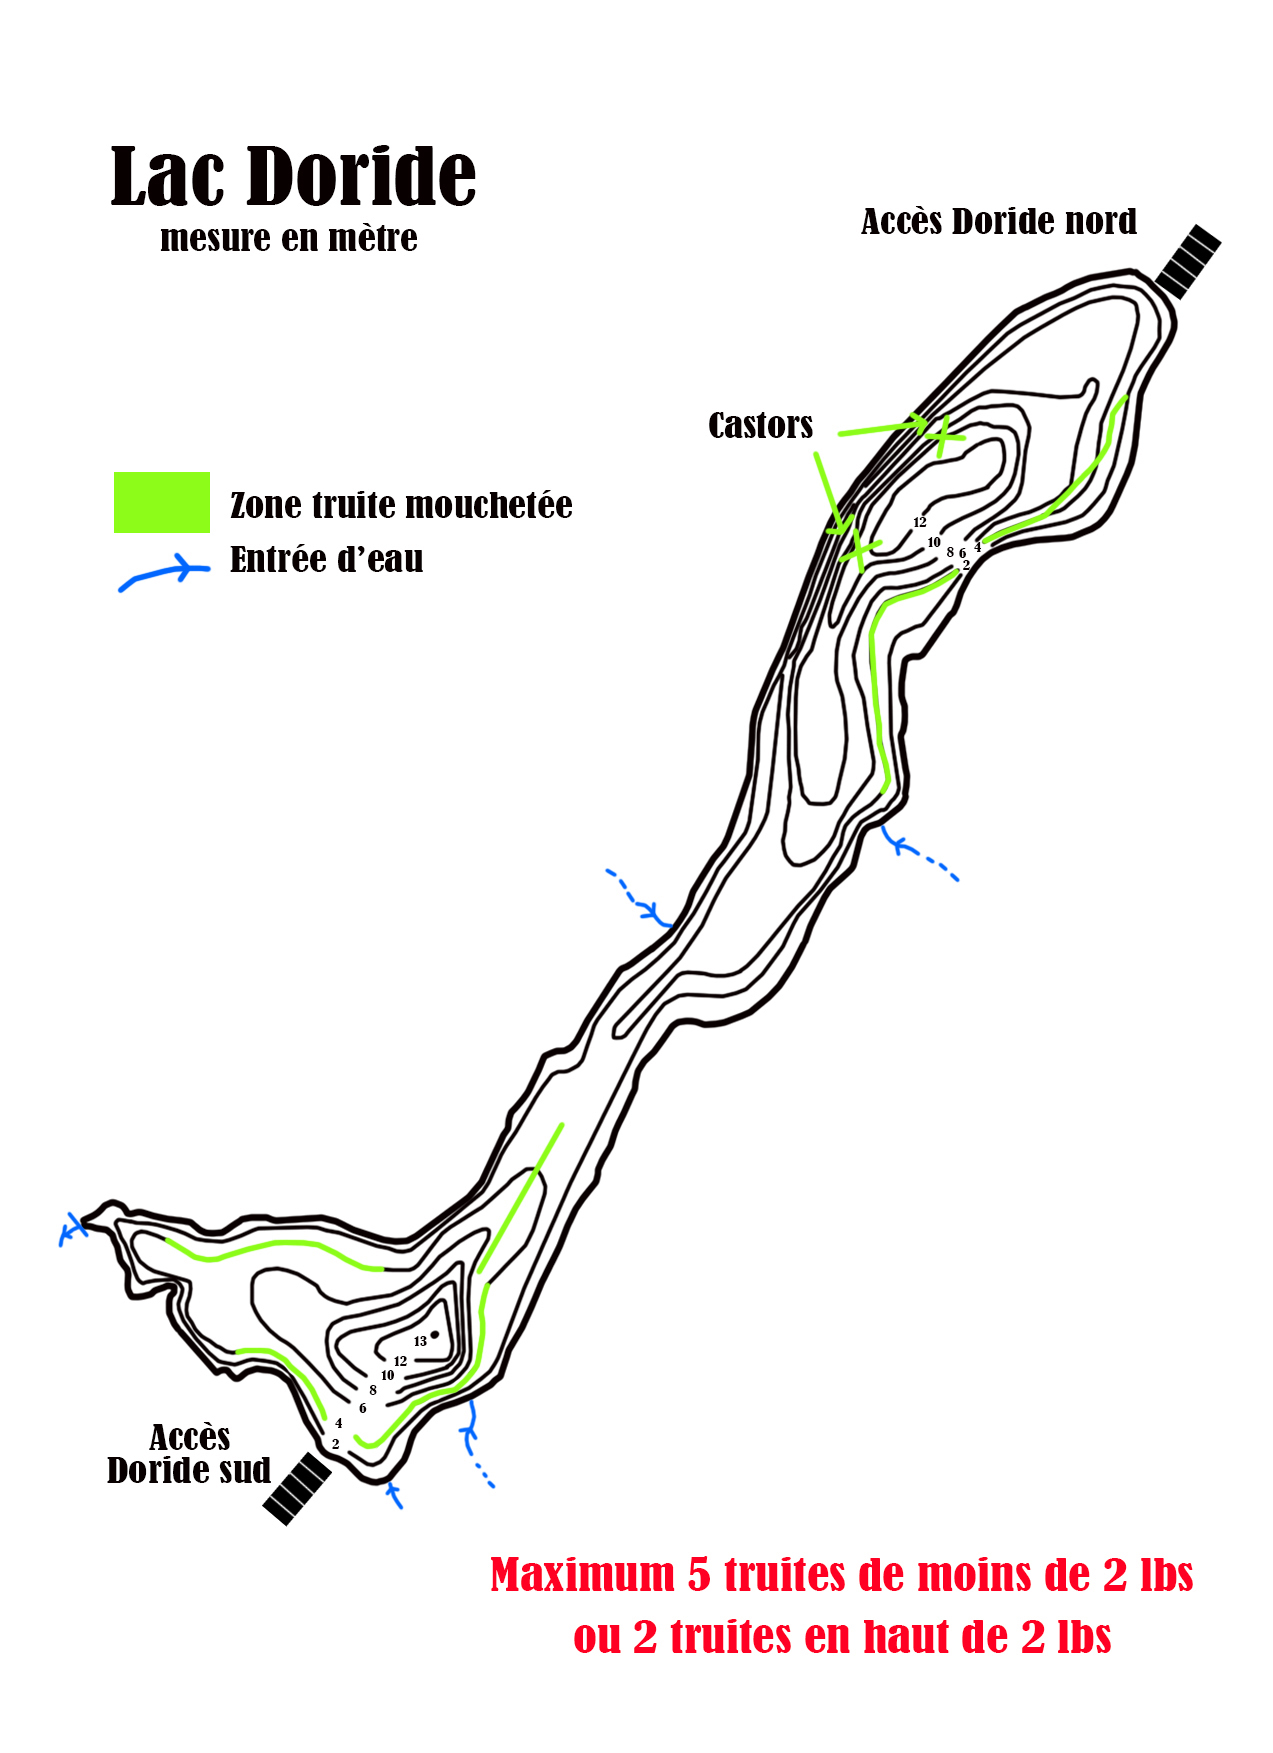 Lac Doride
mesure en mètre
Accès Doride nord
Castors
Zone truite mouchetée
Entrée d'eau
12
10
8
6
4
2
13
12
10
8
6
4
2
Accès
Doride sud
Maximum 5 truites de moins de 2 lbs
ou 2 truites en haut de 2 lbs